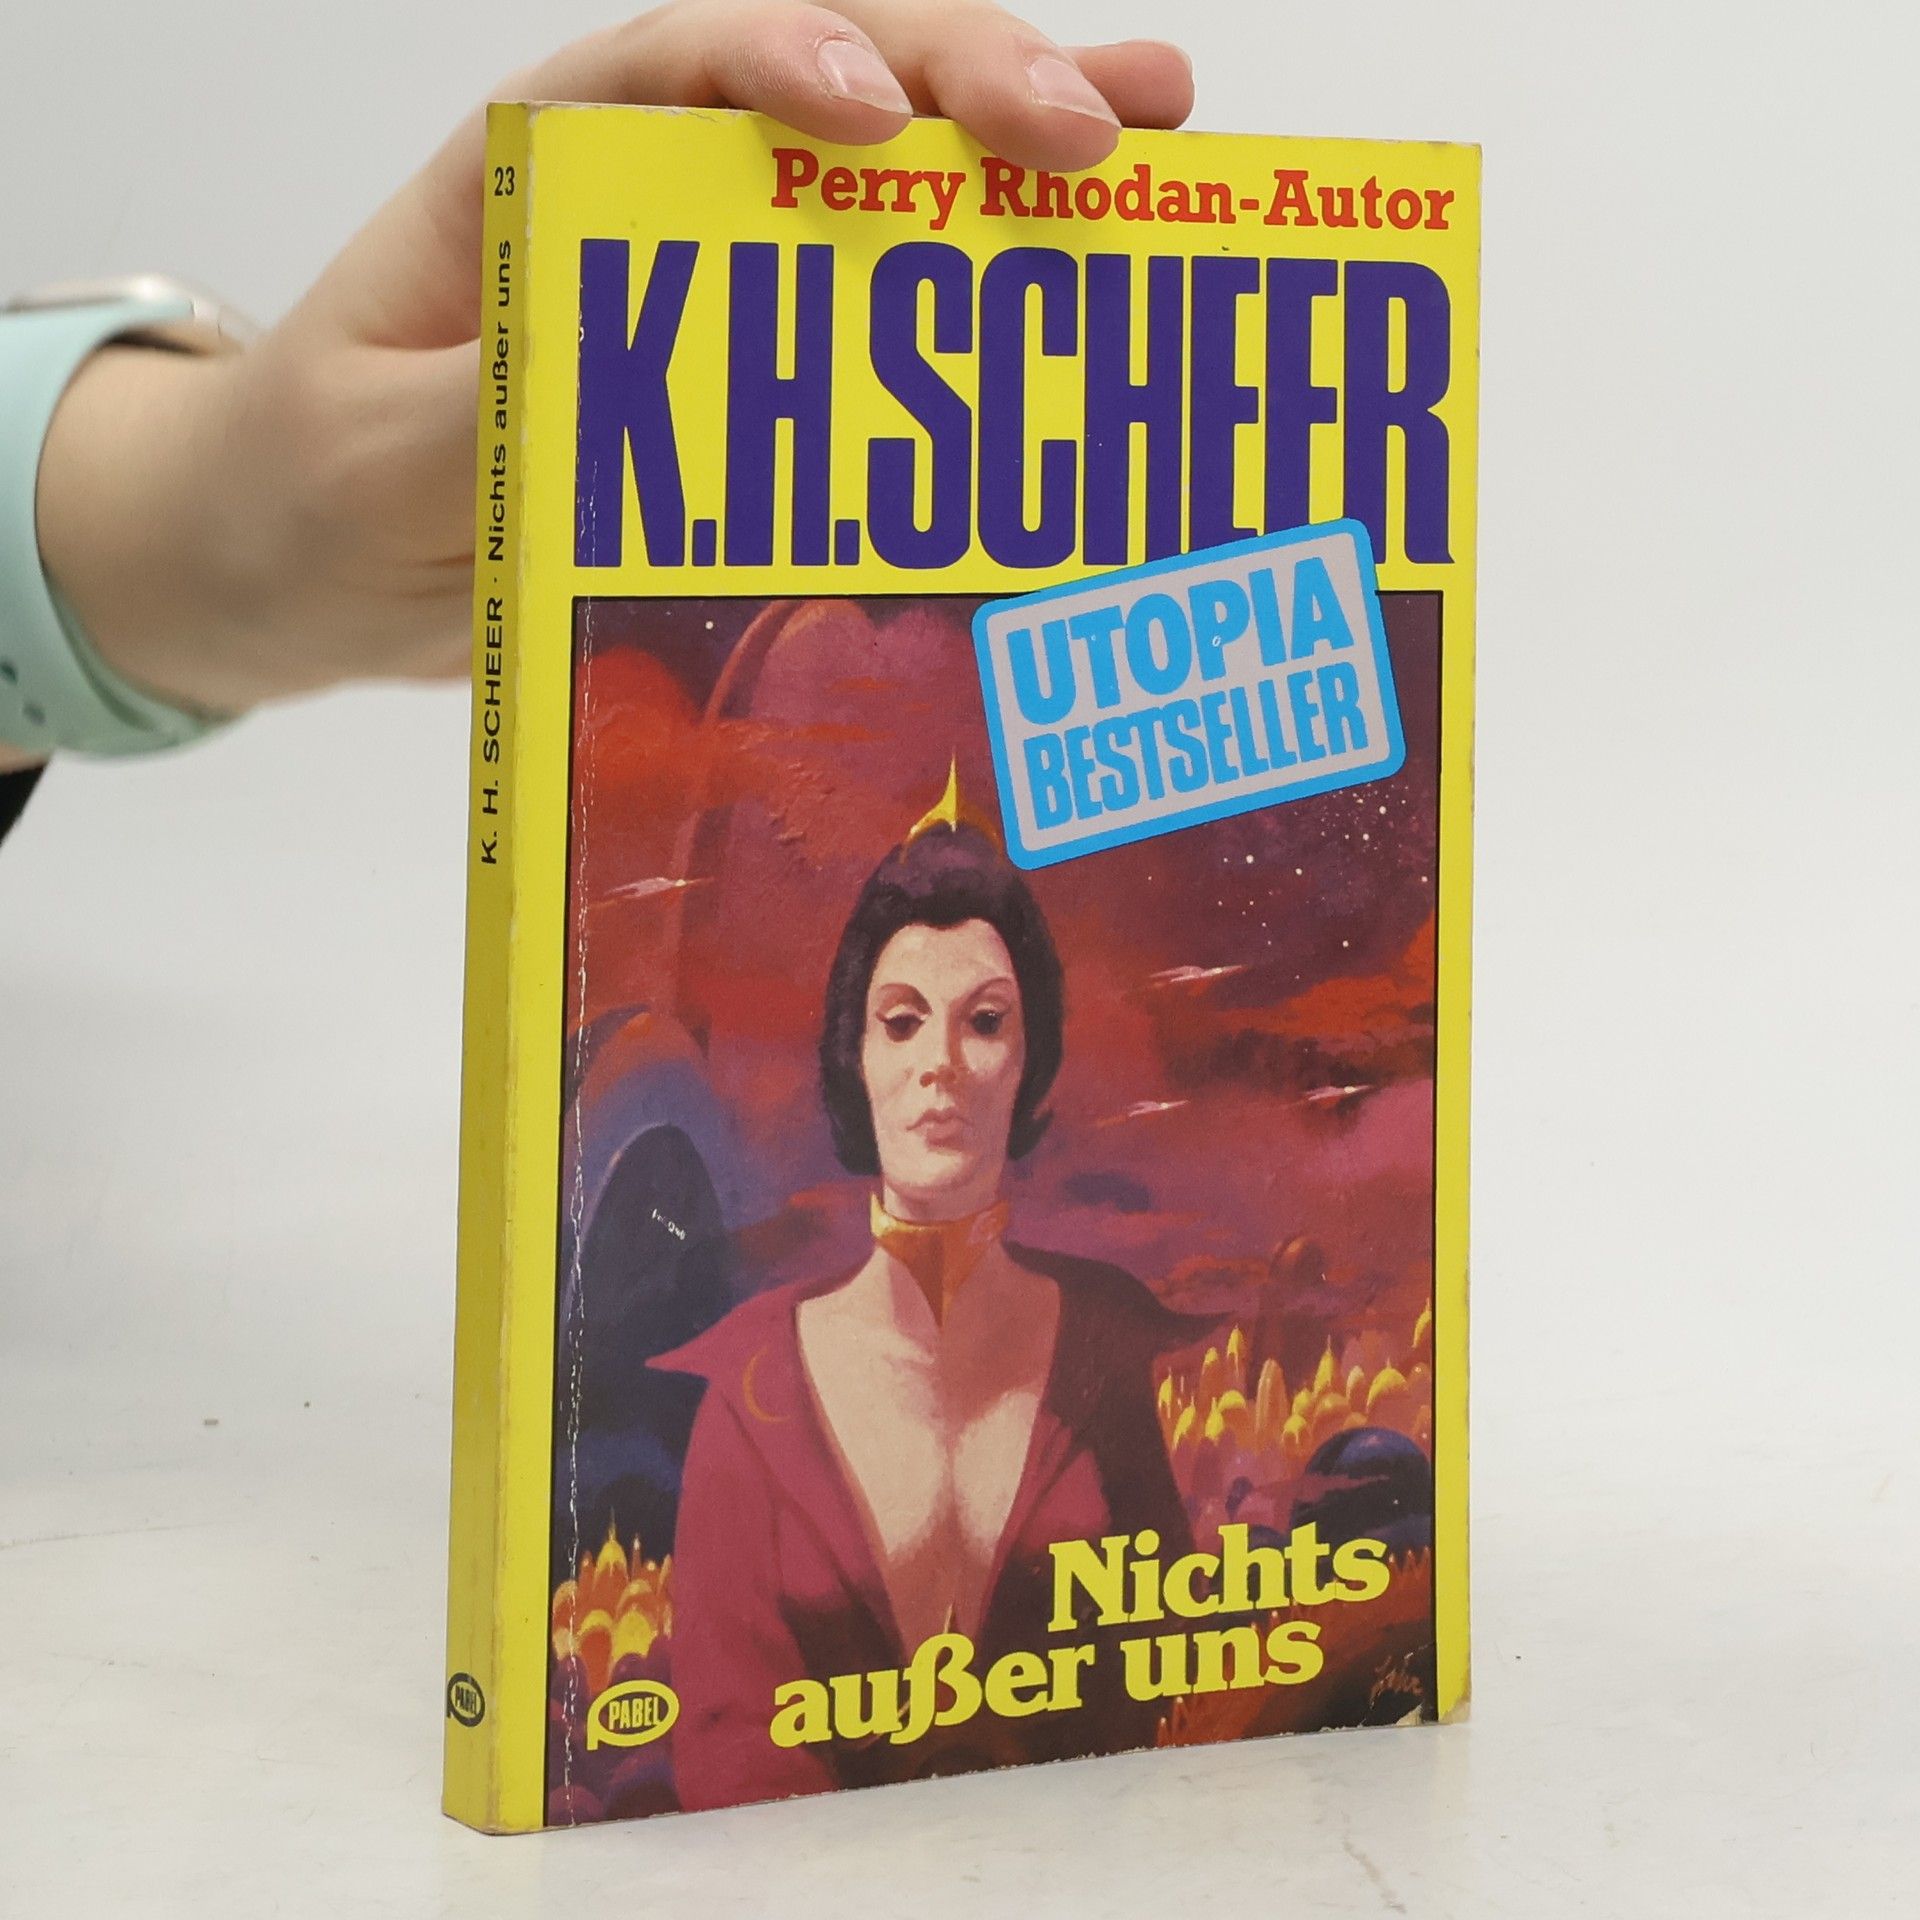 23
K. H. SCHEER · Nichts außer uns
PABEL
Perry Rhodan-Autor
K.H.SCHEER
UTOPIA
BESTSELLER
Nichts
außer uns
PABEL